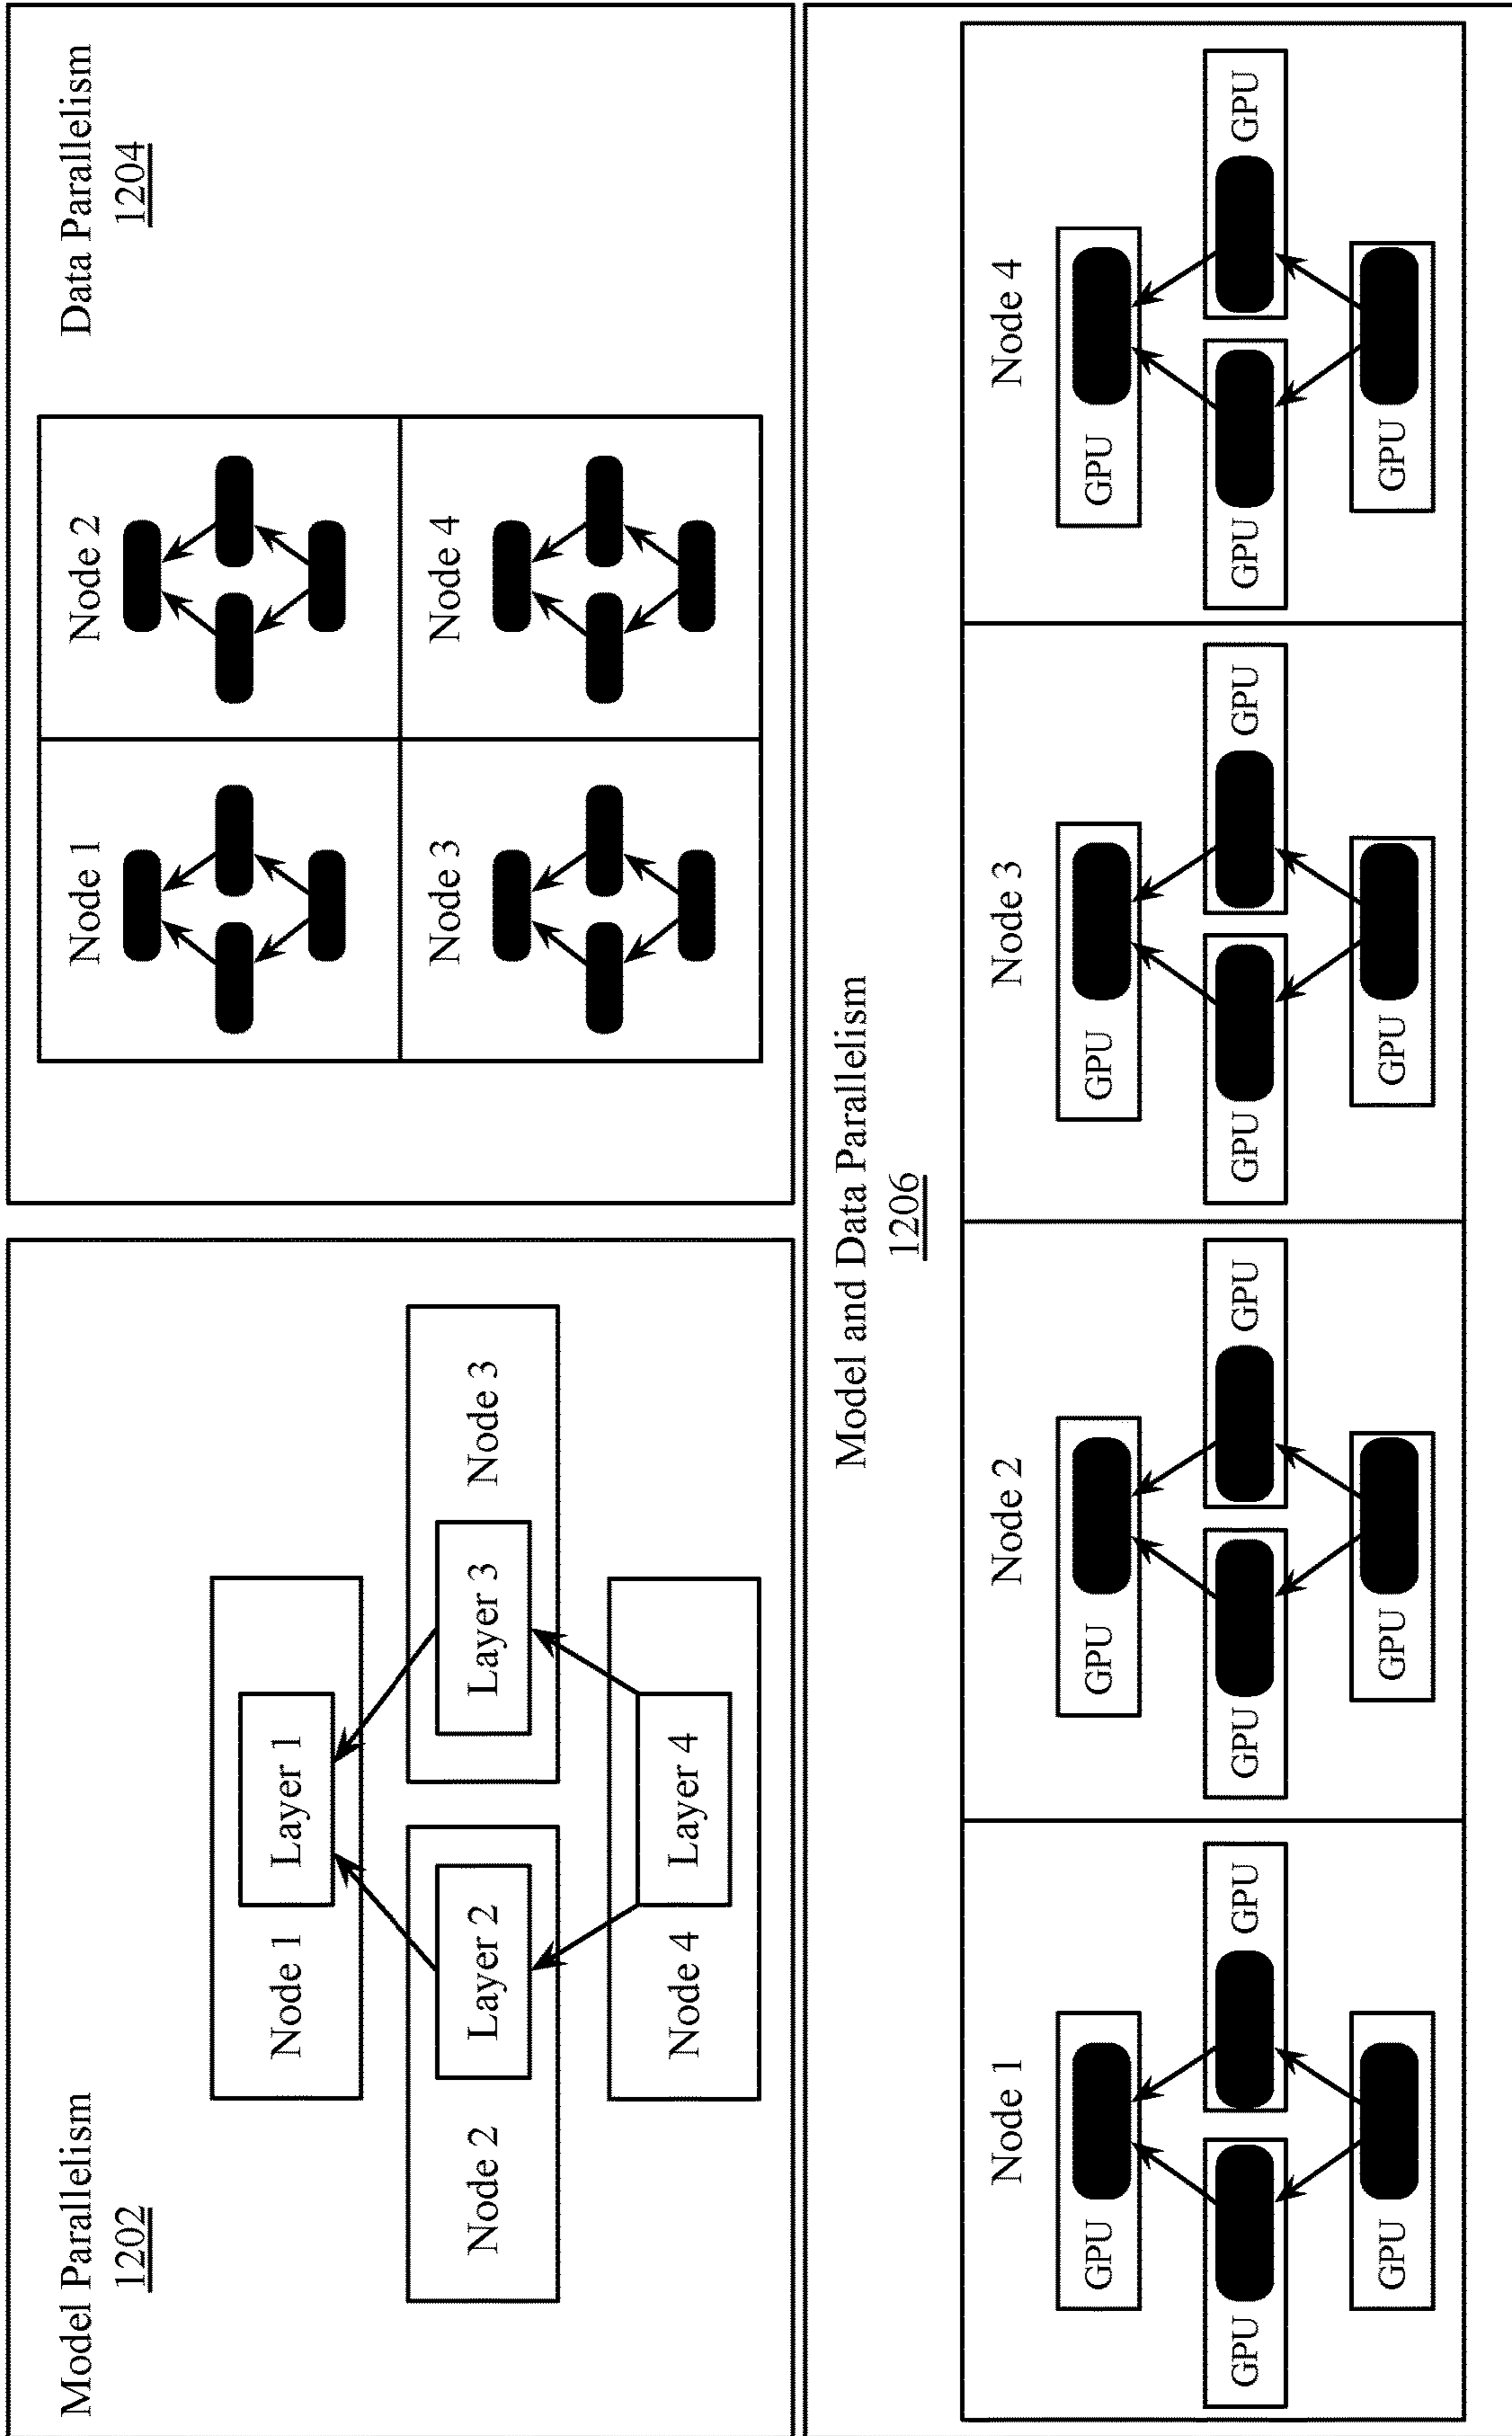 Model Parallelism
1202
Node 1 Layer 1
Node 2 Layer 2
Layer 3 Node 3
Node 4 Layer 4
Data Parallelism
1204
Node 1
Node 2
Node 3
Node 4
Model and Data Parallelism
1206
Node 1
GPU
GPU
GPU
GPU
Node 2
GPU
GPU
GPU
GPU
Node 3
GPU
GPU
GPU
GPU
Node 4
GPU
GPU
GPU
GPU